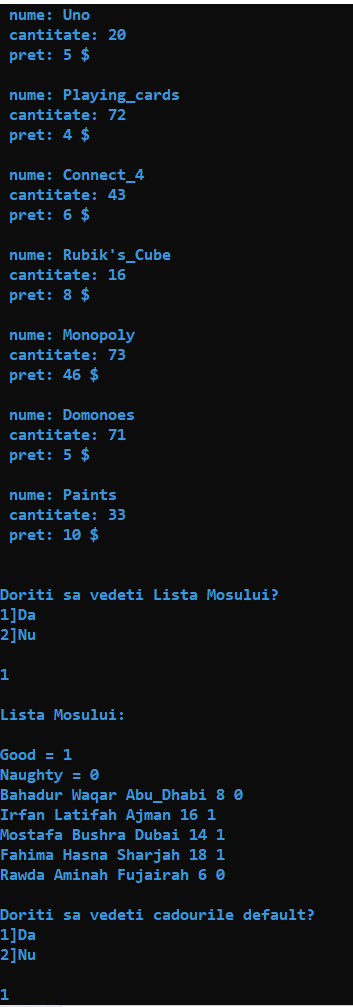 nume: Uno
cantitate: 20
pret: 5 $
nume: Playing_cards
cantitate: 72
pret: 4 $
nume: Connect_4
cantitate: 43
pret: 6 $
nume: Rubik's_Cube
cantitate: 16
pret: 8 $
nume: Monopoly
cantitate: 73
pret: 46 $
nume: Domonoes
cantitate: 71
pret: 5 $
nume: Paints
cantitate: 33
pret: 10 $
Doriti sa vedeti Lista Mosului?
1]Da
2]Nu
1
Lista Mosului:
Good = 1
Naughty = 0
Bahadur Waqar Abu_Dhabi 8 0
Irfan Latifah Ajman 16 1
Mostafa Bushra Dubai 14 1
Fahima Hasna Sharjah 18 1
Rawda Aminah Fujairah 6 0
Doriti sa vedeti cadourile default?
1]Da
2]Nu
1